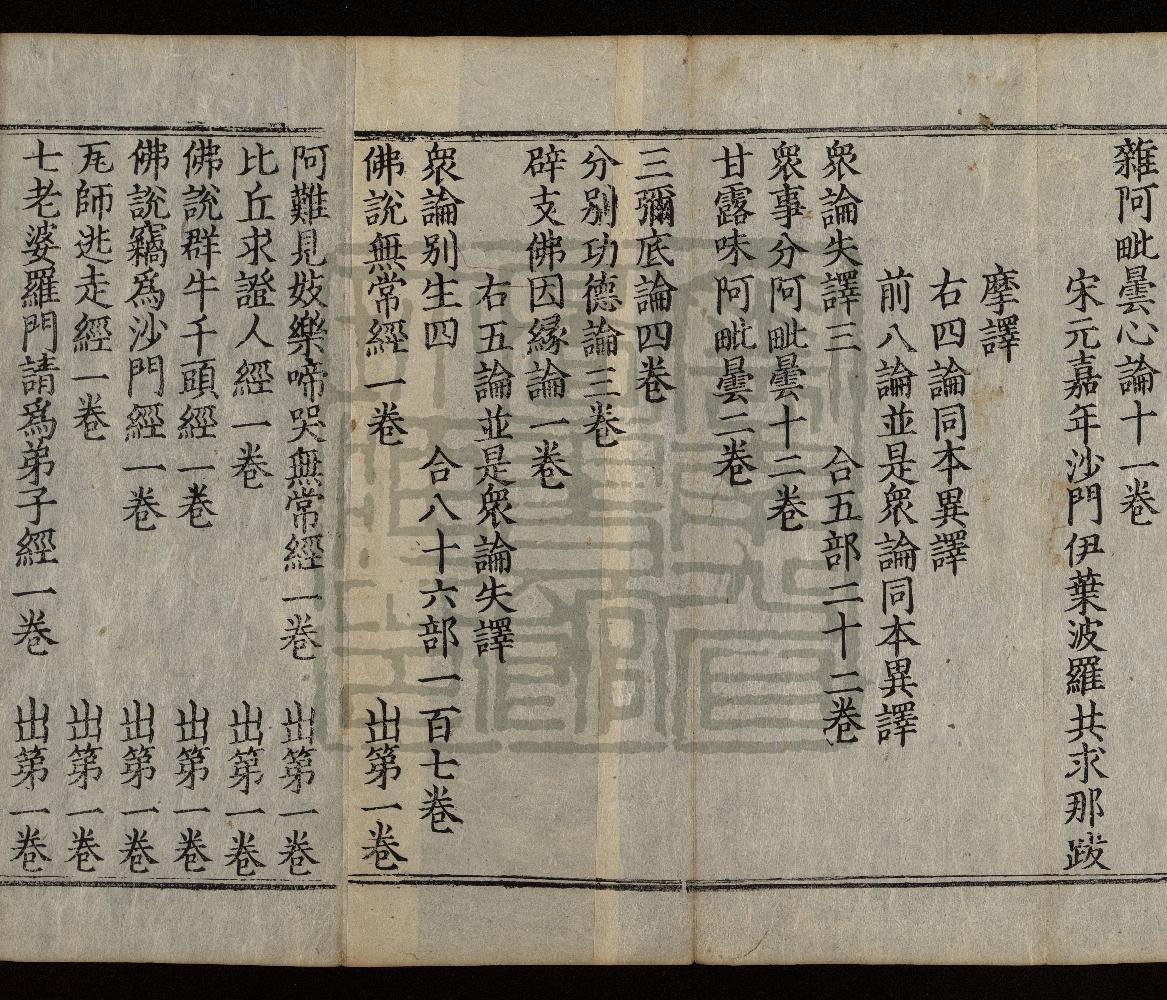 雜阿毗曇心論十一卷
宋元嘉年沙門伊葉波羅共求那跋
摩譯
右四論同本異譯
前八論並是衆論同本異譯
衆論失譯三　合五部二十二卷
衆事分阿毗曇十二卷
甘露味阿毗曇二卷
三彌底論四卷
分别功德論三卷
辟支佛因緣論一卷
右五論並是衆論失譯
衆論别生四　合八十六部一百七卷
佛說無常經一卷　出第一卷
阿難見妓樂啼哭無常經一卷　出第一卷
比丘求證人經一卷　出第一卷
佛說群牛千頭經一卷　出第一卷
佛說竊爲沙門經一卷　出第一卷
瓦師逃走經一卷　出第一卷
七老婆羅門請爲弟子經一卷　出第一卷